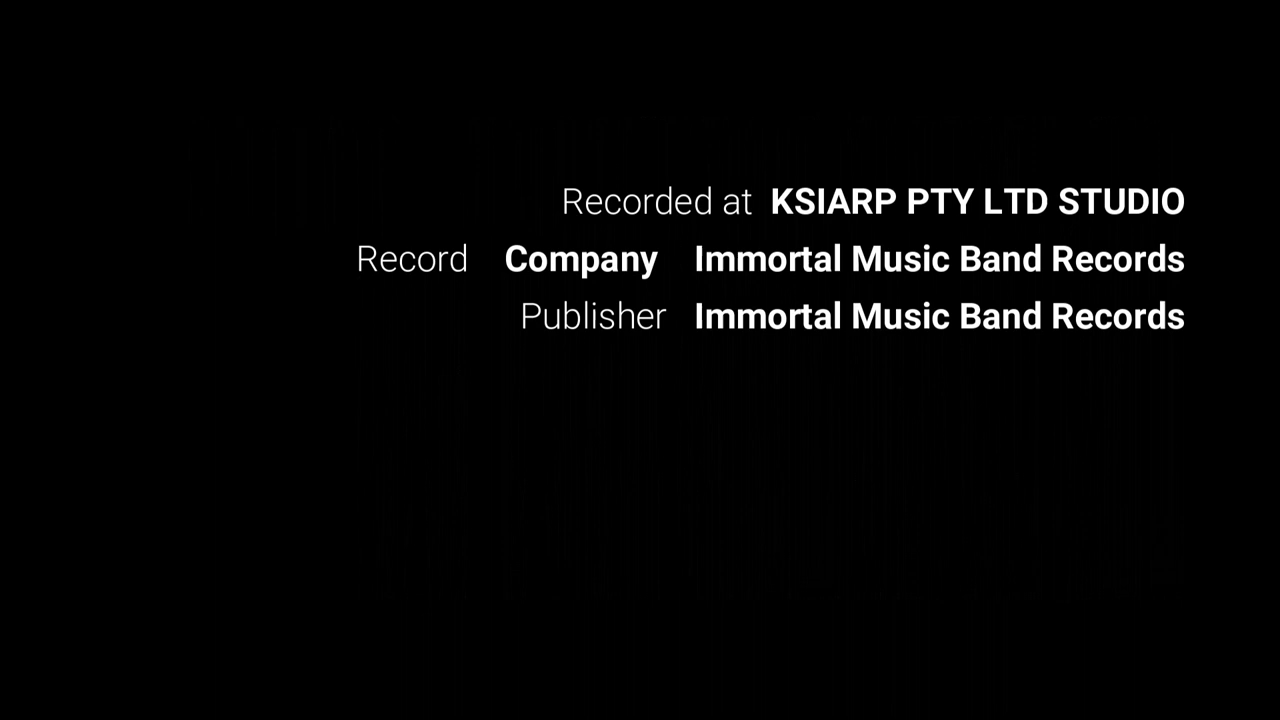 Recorded at KSIARP PTY LTD STUDIO
Record Company Immortal Music Band Records
Publisher Immortal Music Band Records